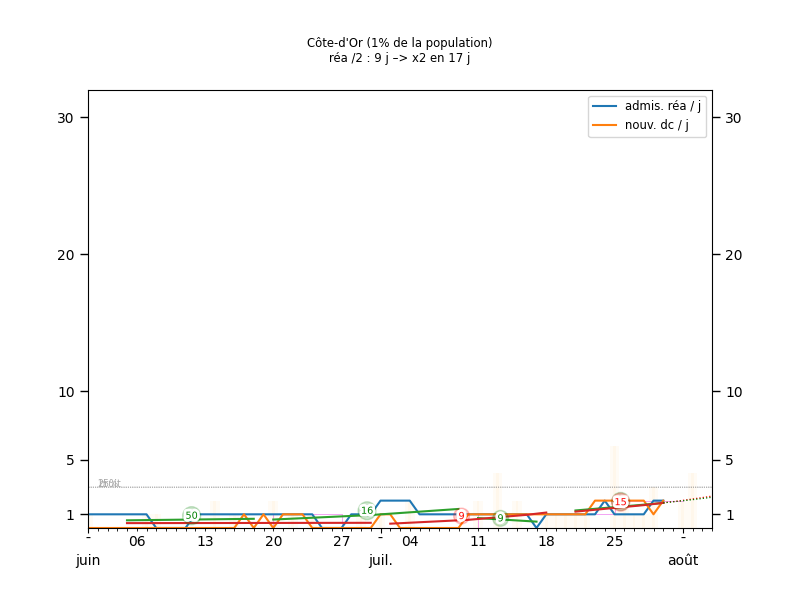 Côte-d'Or (1% de la population)
réa /2 : 9 j –> x2 en 17 j
admis. réa / j
nouv. dc / j
30 30
20 20
10 10
5 5
1 1
50 16 9 9 15
- 06 13 20 27 - 04 11 18 25 -
juin juil. août